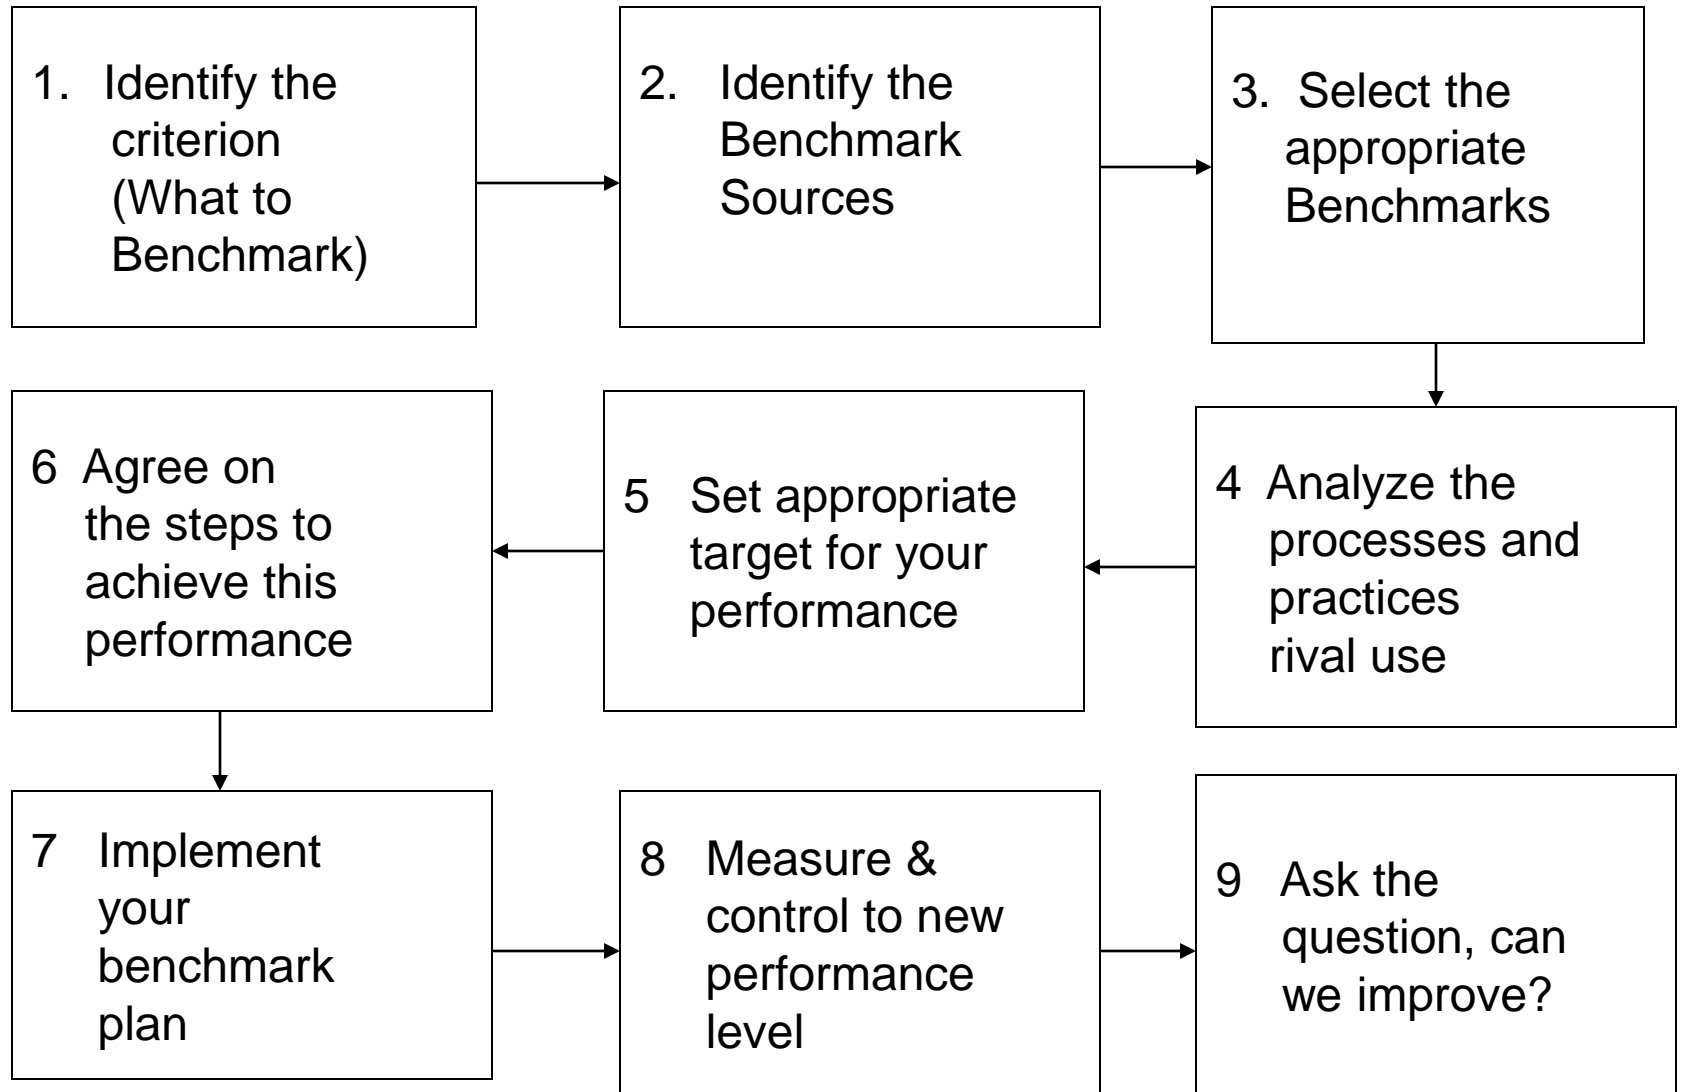 1. Identify the
criterion
(What to
Benchmark)
2. Identify the
Benchmark
Sources
3. Select the
appropriate
Benchmarks
4 Analyze the
processes and
practices
rival use
5 Set appropriate
target for your
performance
6 Agree on
the steps to
achieve this
performance
7 Implement
your
benchmark
plan
8 Measure &
control to new
performance
level
9 Ask the
question, can
we improve?